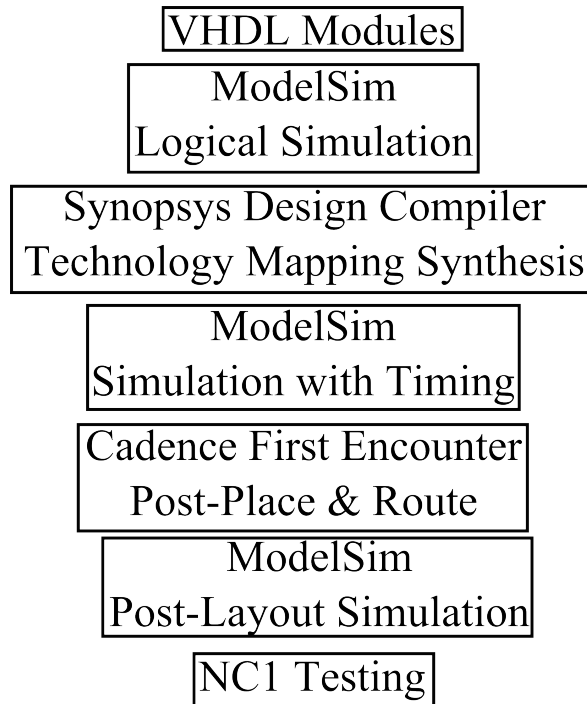 VHDL Modules
ModelSim
Logical Simulation
Synopsys Design Compiler
Technology Mapping Synthesis
ModelSim
Simulation with Timing
Cadence First Encounter
Post-Place & Route
ModelSim
Post-Layout Simulation
NC1 Testing